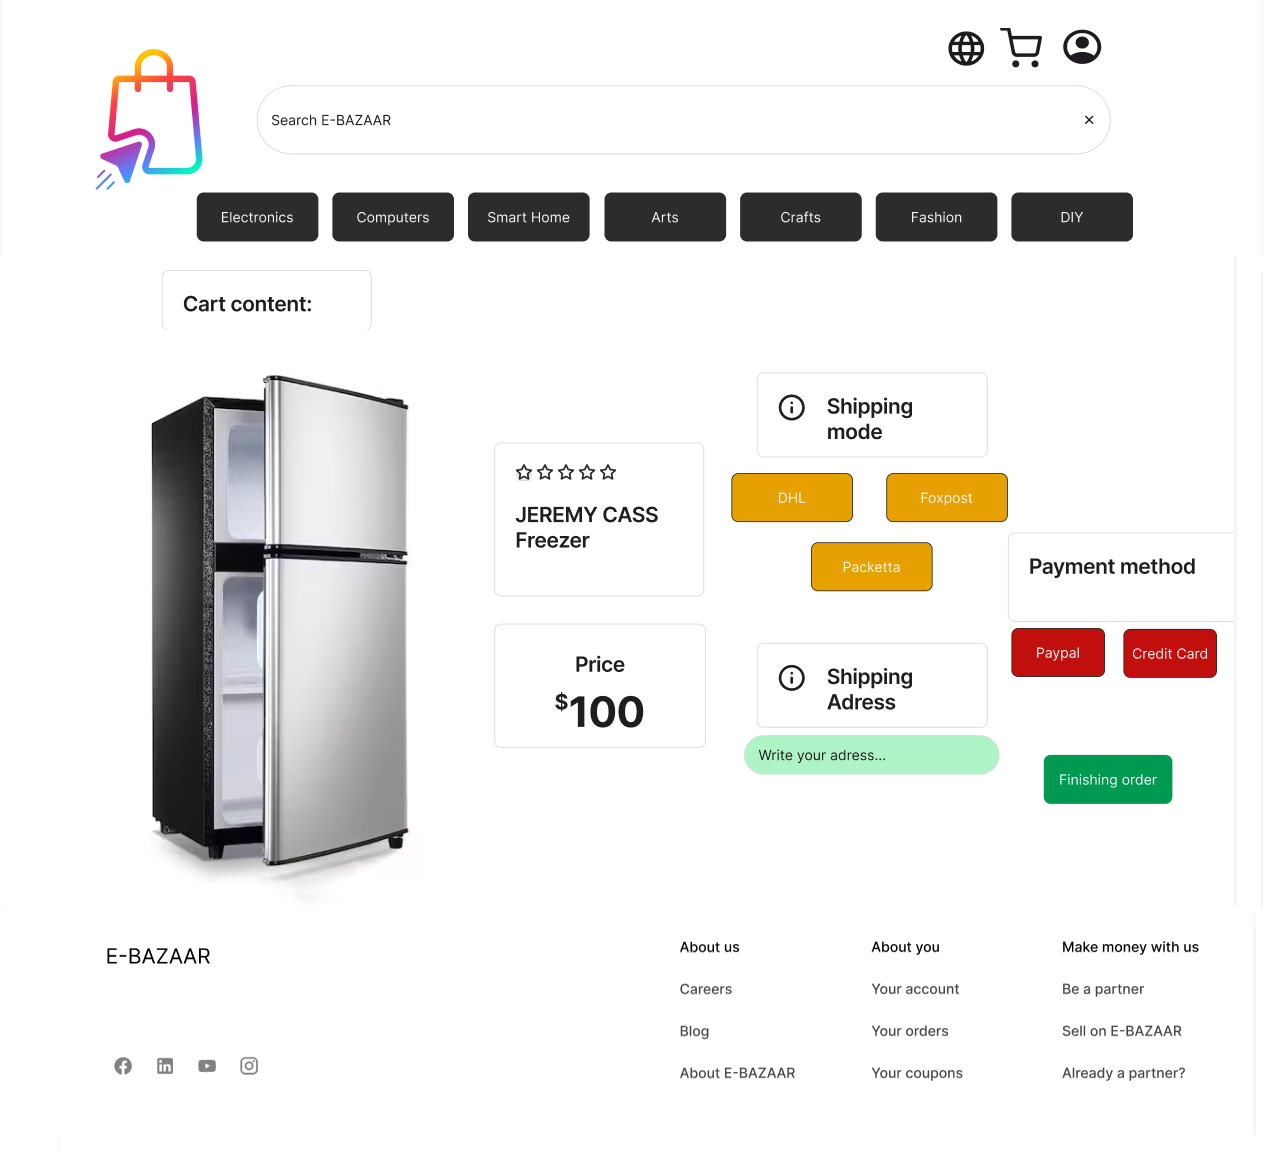 Search E-BAZAAR
Electronics
Computers
Smart Home
Arts
Crafts
Fashion
DIY
Cart content:
JEREMY CASS
Freezer
Price
$100
Shipping
mode
DHL
Foxpost
Packetta
Shipping
Adress
Write your adress...
Payment method
Paypal
Credit Card
Finishing order
E-BAZAAR
About us
Careers
Blog
About E-BAZAAR
About you
Your account
Your orders
Your coupons
Make money with us
Be a partner
Sell on E-BAZAAR
Already a partner?